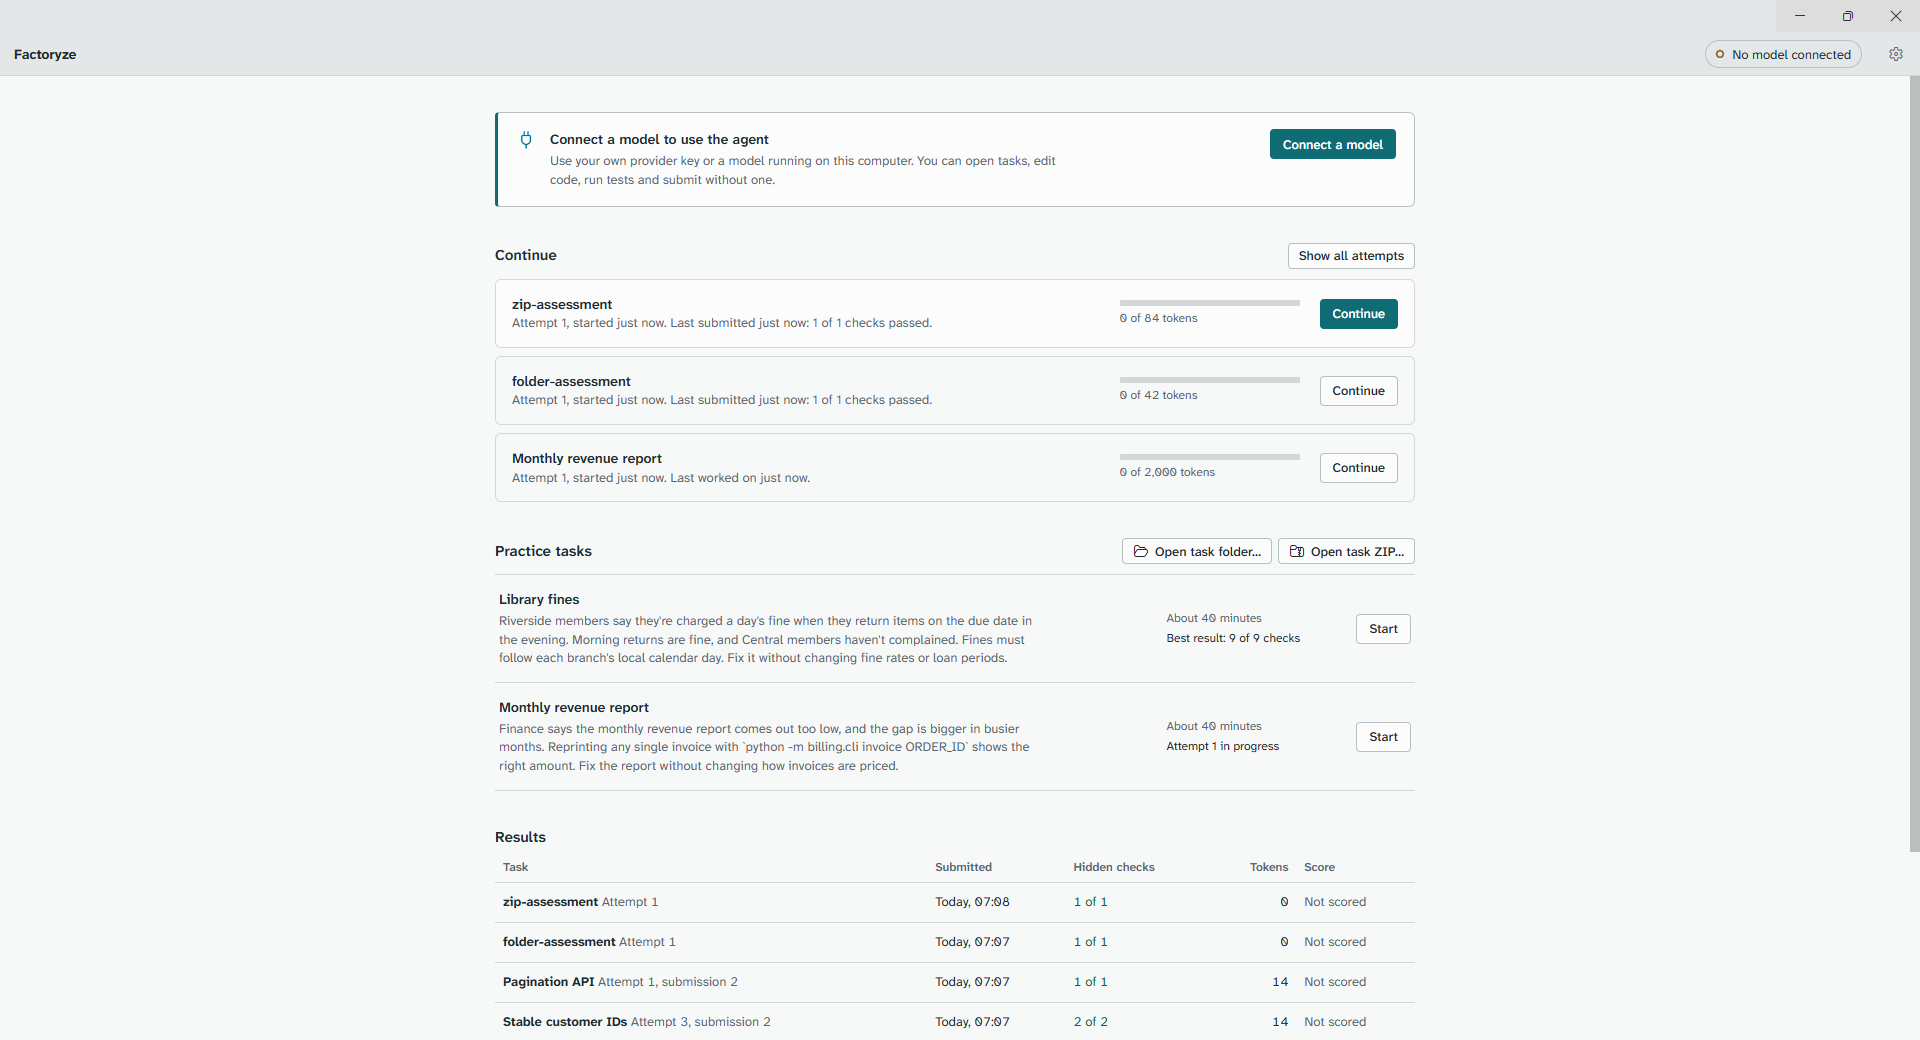 Factoryze
No model connected
Connect a model to use the agent
Use your own provider key or a model running on this computer. You can open tasks, edit
code, run tests and submit without one.
Connect a model
Continue
Show all attempts
zip-assessment
Attempt 1, started just now. Last submitted just now: 1 of 1 checks passed.
0 of 84 tokens
Continue
folder-assessment
Attempt 1, started just now. Last submitted just now: 1 of 1 checks passed.
0 of 42 tokens
Continue
Monthly revenue report
Attempt 1, started just now. Last worked on just now.
0 of 2,000 tokens
Continue
Practice tasks
Open task folder...
Open task ZIP...
Library fines
Riverside members say they're charged a day's fine when they return items on the due date in
the evening. Morning returns are fine, and Central members haven't complained. Fines must
follow each branch's local calendar day. Fix it without changing fine rates or loan periods.
About 40 minutes
Best result: 9 of 9 checks
Start
Monthly revenue report
Finance says the monthly revenue report comes out too low, and the gap is bigger in busier
months. Reprinting any single invoice with `python -m billing.cli invoice ORDER_ID` shows the
right amount. Fix the report without changing how invoices are priced.
About 40 minutes
Attempt 1 in progress
Start
Results
Task Submitted Hidden checks Tokens Score
zip-assessment Attempt 1 Today, 07:08 1 of 1 0 Not scored
folder-assessment Attempt 1 Today, 07:07 1 of 1 0 Not scored
Pagination API Attempt 1, submission 2 Today, 07:07 1 of 1 14 Not scored
Stable customer IDs Attempt 3, submission 2 Today, 07:07 2 of 2 14 Not scored